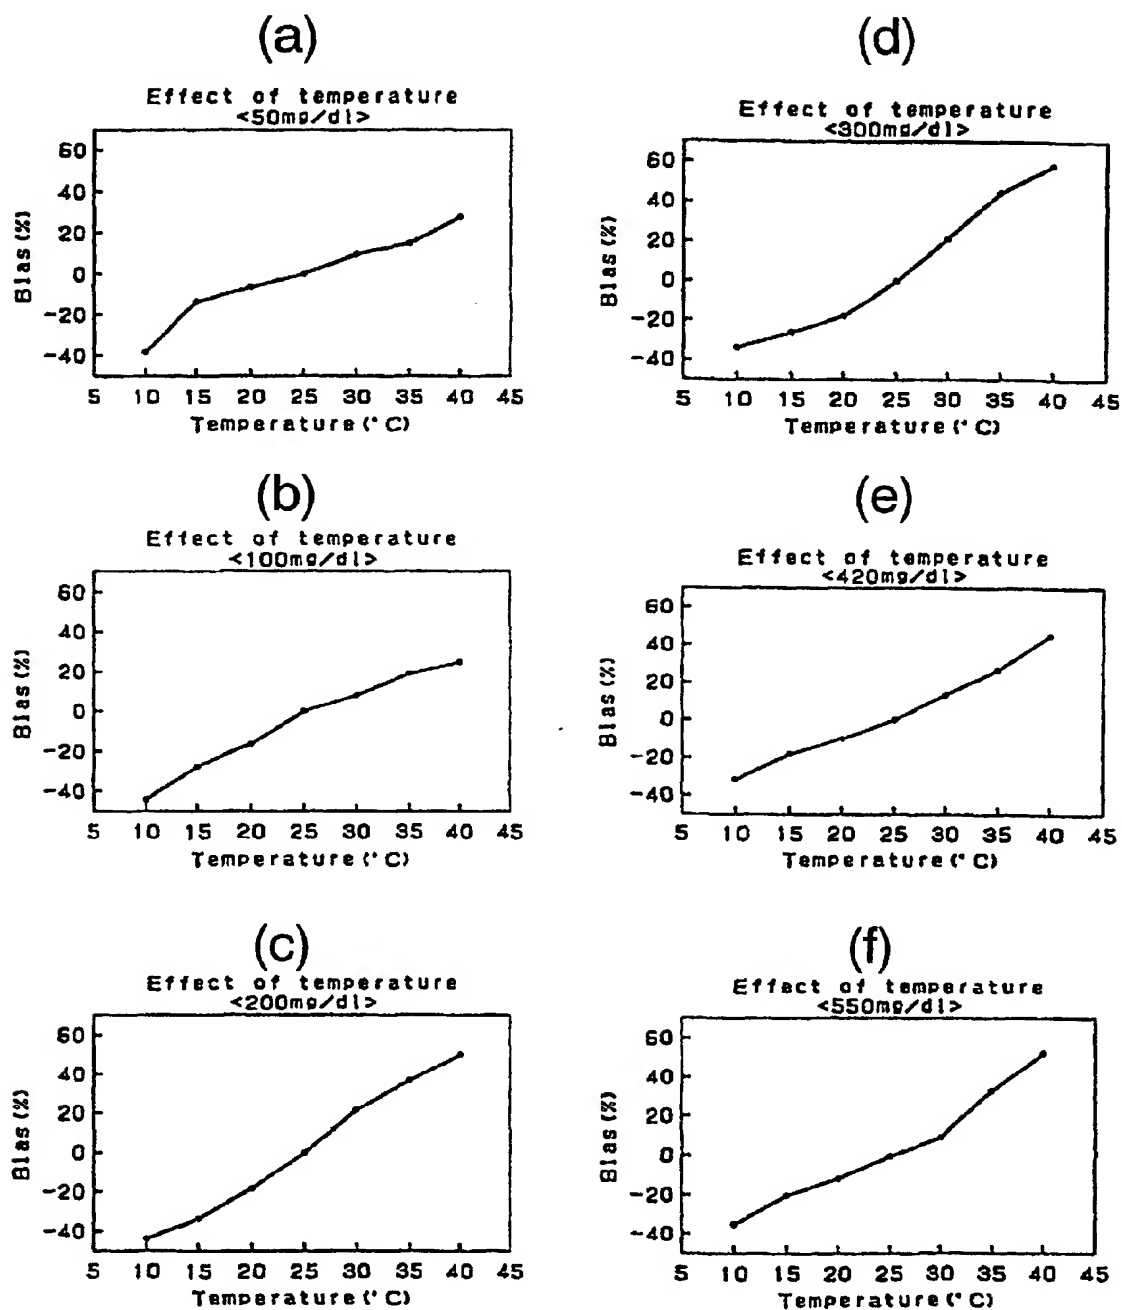 (a)
Effect of temperature
<50mg/dl>
60
40
20
0
-20
-40
Bias (%)
5 10 15 20 25 30 35 40 45
Temperature (°C)
(b)
Effect of temperature
<100mg/dl>
60
40
20
0
-20
-40
Bias (%)
5 10 15 20 25 30 35 40 45
Temperature (°C)
(c)
Effect of temperature
<200mg/dl>
60
40
20
0
-20
-40
Bias (%)
5 10 15 20 25 30 35 40 45
Temperature (°C)
(d)
Effect of temperature
<300mg/dl>
60
40
20
0
-20
-40
Bias (%)
5 10 15 20 25 30 35 40 45
Temperature (°C)
(e)
Effect of temperature
<420mg/dl>
60
40
20
0
-20
-40
Bias (%)
5 10 15 20 25 30 35 40 45
Temperature (°C)
(f)
Effect of temperature
<550mg/dl>
60
40
20
0
-20
-40
Bias (%)
5 10 15 20 25 30 35 40 45
Temperature (°C)